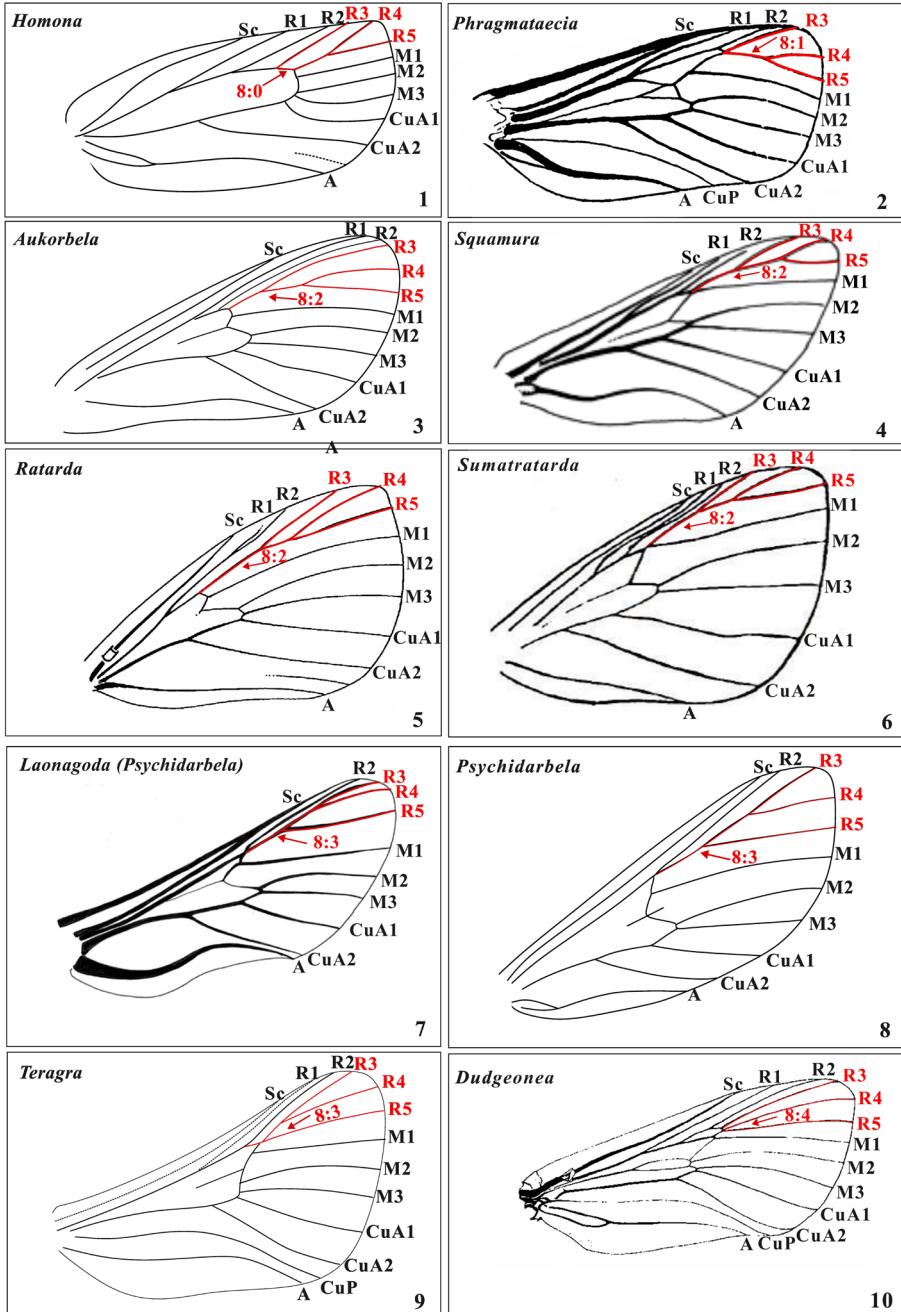 Homona
Sc
R1
R2
R3
R4
R5
M1
M2
M3
CuA1
CuA2
A
8:0
1
Phragmataecia
Sc
R1
R2
R3
8:1
R4
R5
M1
M2
M3
CuA1
CuA2
CuP
A
2
Aukorbela
Sc
R1
R2
R3
R4
R5
8:2
M1
M2
M3
CuA1
CuA2
A
3
A
Squamura
Sc
R1
R2
R3
R4
R5
8:2
M1
M2
M3
CuA1
CuA2
A
4
Ratarda
Sc
R1
R2
R3
R4
R5
8:2
M1
M2
M3
CuA1
CuA2
A
5
Sumatratarda
Sc
R1
R2
R3
R4
R5
8:2
M1
M2
M3
CuA1
CuA2
A
6
Laonagoda (Psychidarbela)
Sc
R2
R3
R4
R5
8:3
M1
M2
M3
CuA1
CuA2
A
7
Psychidarbela
Sc
R2
R3
R4
R5
8:3
M1
M2
M3
CuA1
CuA2
A
8
Teragra
Sc
R1
R2
R3
R4
R5
8:3
M1
M2
M3
CuA1
CuA2
CuP
A
9
Dudgeonea
Sc
R1
R2
R3
R4
R5
8:4
M1
M2
M3
CuA1
CuA2
CuP
A
10